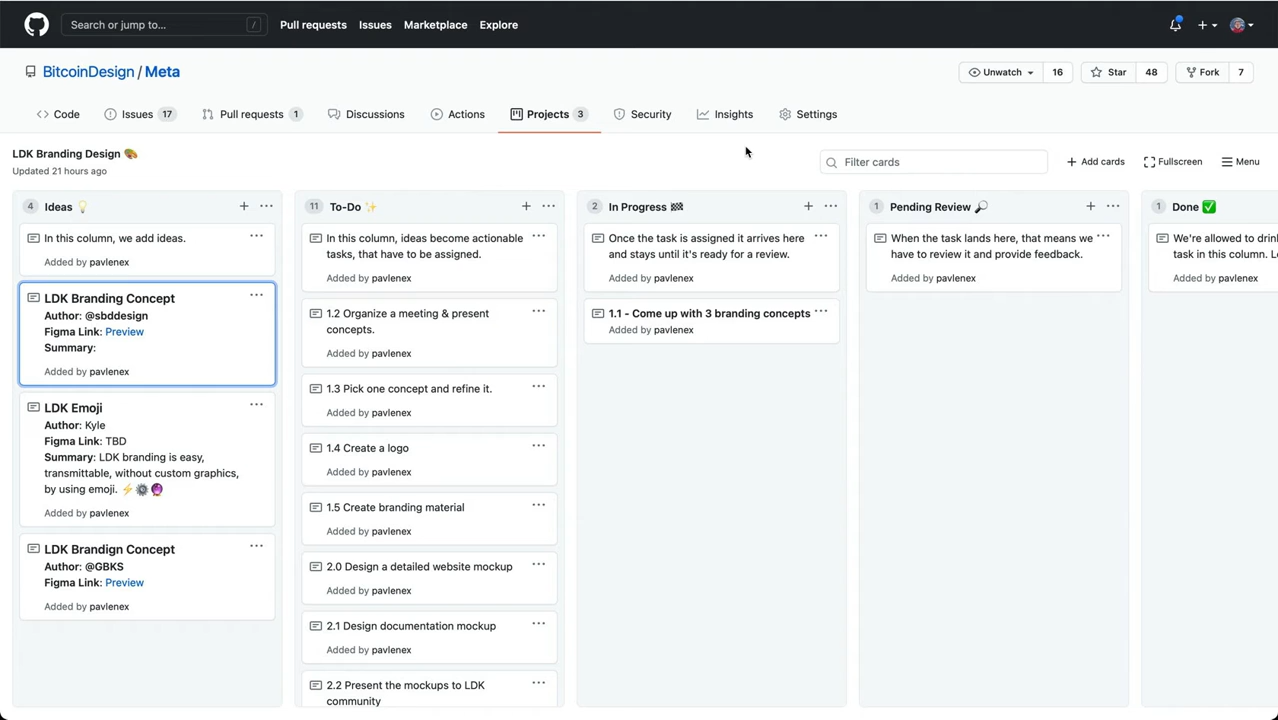 Search or jump to... /
Pull requests Issues Marketplace Explore
BitcoinDesign / Meta
Unwatch 16 Star 48 Fork 7
Code Issues 17 Pull requests 1 Discussions Actions Projects 3 Security Insights Settings
LDK Branding Design 🎨
Updated 21 hours ago
Filter cards
Add cards Fullscreen Menu
4 Ideas 💡
In this column, we add ideas.
Added by pavlenex
LDK Branding Concept
Author: @sbddesign
Figma Link: Preview
Summary:
Added by pavlenex
LDK Emoji
Author: Kyle
Figma Link: TBD
Summary: LDK branding is easy,
transmittable, without custom graphics,
by using emoji. ⚡⚙️🔮
Added by pavlenex
LDK Brandign Concept
Author: @GBKS
Figma Link: Preview
Added by pavlenex
11 To-Do ✨
In this column, ideas become actionable
tasks, that have to be assigned.
Added by pavlenex
1.2 Organize a meeting & present
concepts.
Added by pavlenex
1.3 Pick one concept and refine it.
Added by pavlenex
1.4 Create a logo
Added by pavlenex
1.5 Create branding material
Added by pavlenex
2.0 Design a detailed website mockup
Added by pavlenex
2.1 Design documentation mockup
Added by pavlenex
2.2 Present the mockups to LDK
community
2 In Progress 🏁
Once the task is assigned it arrives here
and stays until it's ready for a review.
Added by pavlenex
1.1 - Come up with 3 branding concepts
Added by pavlenex
1 Pending Review 🔎
When the task lands here, that means we
have to review it and provide feedback.
Added by pavlenex
1 Done ✅
We're allowed to
task in this column.
Added by pavlenex